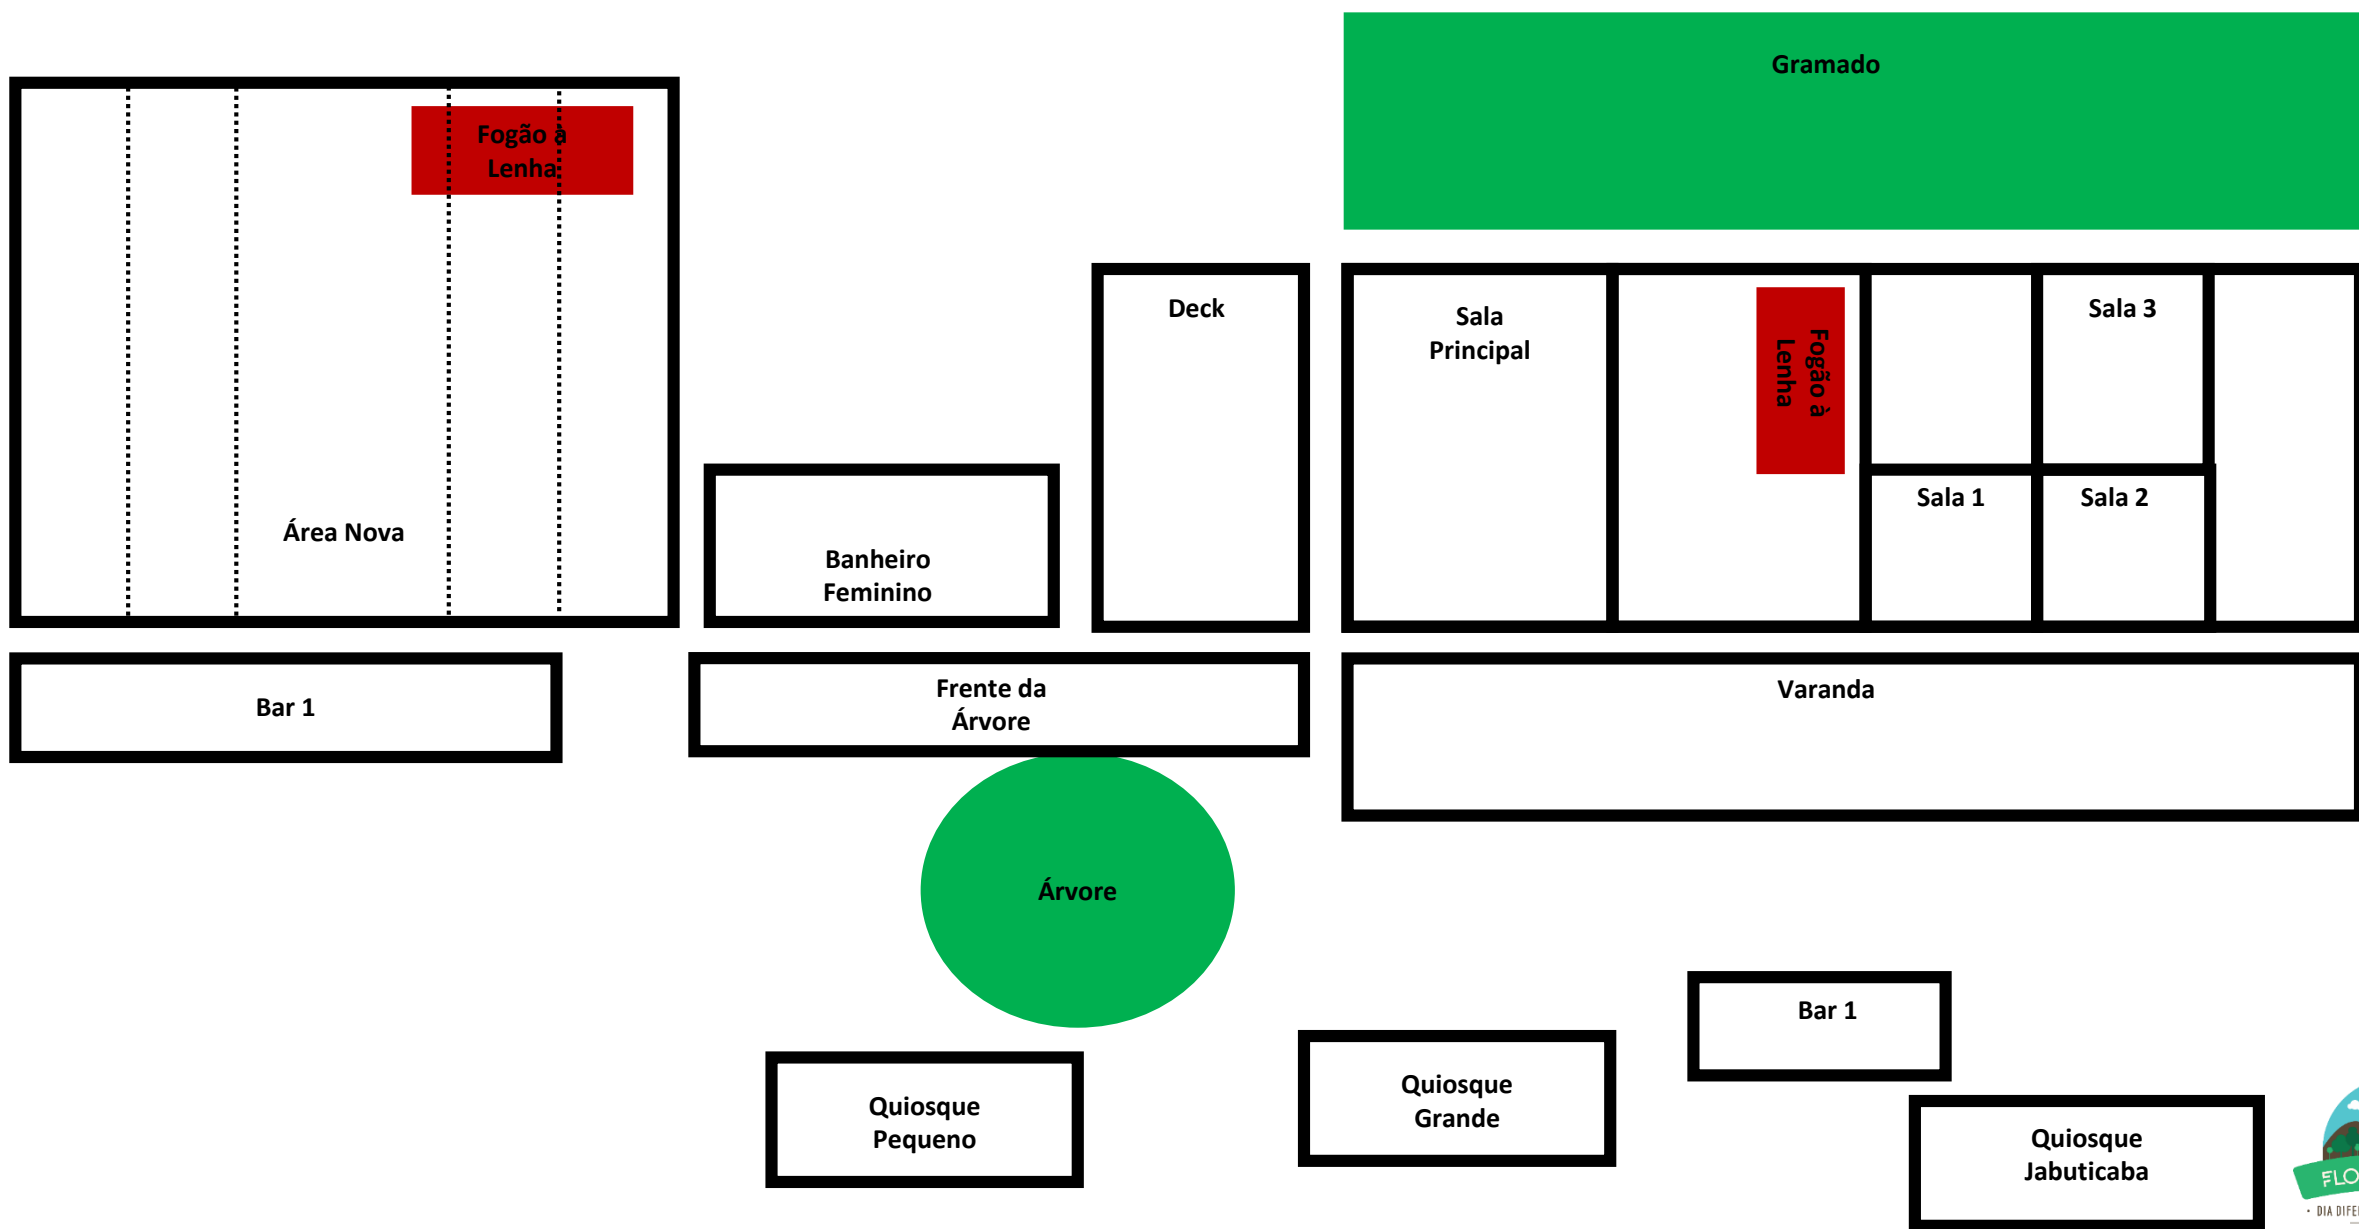 Gramado
Fogão à
Lenha
Deck
Sala
Principal
Fogão à
Lenha
Sala 3
Sala 1
Sala 2
Área Nova
Banheiro
Feminino
Bar 1
Frente da
Árvore
Varanda
Árvore
Bar 1
Quiosque
Pequeno
Quiosque
Grande
Quiosque
Jabuticaba